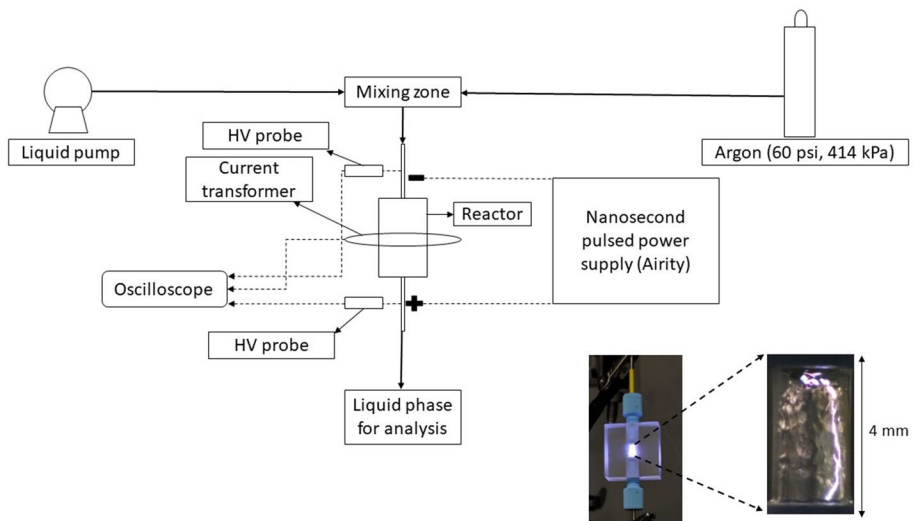 Mixing zone
Liquid pump
Argon (60 psi, 414 kPa)
HV probe
Current
transformer
Reactor
Nanosecond
pulsed power
supply (Airity)
Oscilloscope
HV probe
Liquid phase
for analysis
4 mm